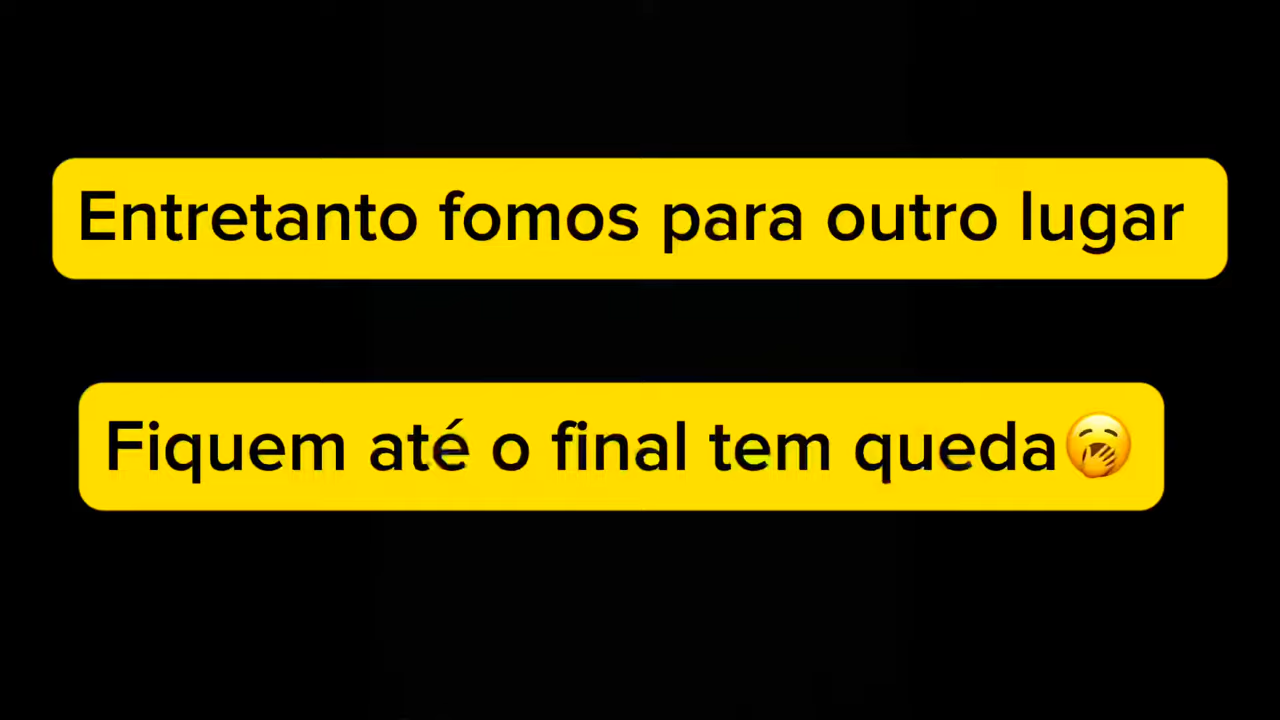 Entretanto fomos para outro lugar
Fiquem até o final tem queda🥱